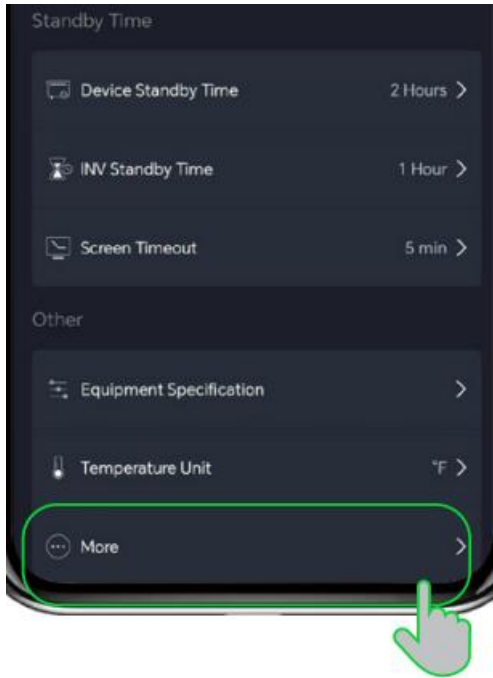 Standby Time
Device Standby Time 2 Hours
INV Standby Time 1 Hour
Screen Timeout 5 min
Other
Equipment Specification
Temperature Unit °F
More